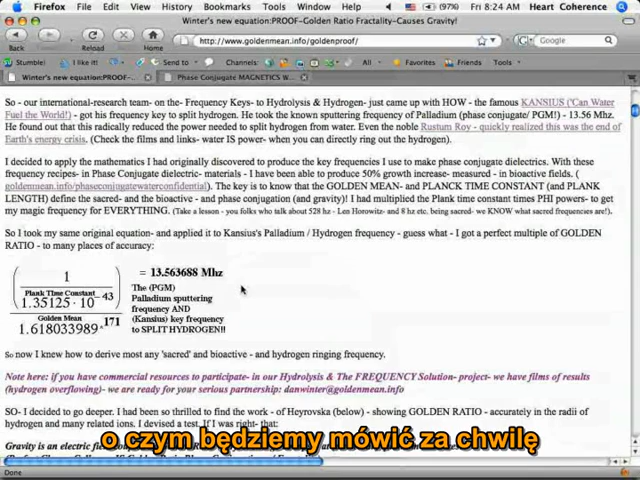 Firefox File Edit View History Bookmarks Tools Window Help (97%) Fri 8:24 AM Heart Coherence
Winter's new equation:PROOF-Golden Ratio Fractality-Causes Gravity!
Back Forward Reload Stop Home http://www.goldenmean.info/goldenproof/ Google
Stumble! I like it! Send to Channels: All Favorites Friends Tools
Winter's new equation:PROOF-... Phase Conjugate MAGNETICS W...
So - our international-research team- on the- Frequency Keys- to Hydrolysis & Hydrogen- just came up with HOW - the famous KANSIUS ('Can Water
Fuel the World!) - got his frequency key to split hydrogen. He took the known sputtering frequency of Palladium (phase conjugate/ PGM!) - 13.56 Mhz.
He found out that this radically reduced the power needed to split hydrogen from water. Even the noble Rustum Roy - quickly realized this was the end of
Earth's energy crisis. (Check the films and links- water IS power- when you can directly ring out the hydrogen).
I decided to apply the mathematics I had originally discovered to produce the key frequencies I use to make phase conjugate dielectrics. With these
frequency recipes- in Phase Conjugate Dielectric- materials - I have been able to produce 50% growth increase- measured - in bioactive fields. (
goldenmean.info/phaseconjugatewaterconfidential). The key is to know that the GOLDEN MEAN- and PLANCK TIME CONSTANT (and PLANK
LENGTH) define the sacred- and the bioactive - and phase conjugation (and gravity)! I had multiplied the Plank time constant times PHI powers- to get
my magic frequency for EVERYTHING. (Take a lesson - you folks who talk about 528 hz - Len Horowitz- and 8 hz etc. being sacred- we KNOW what sacred frequencies are!).
So I took my same original equation- and applied it to Kansius's Palladium / Hydrogen frequency - guess what - I got a perfect multiple of GOLDEN
RATIO - to many places of accuracy:
1
Plank Time Constant
1.35125 · 10-43
Golden Mean
1.618033989^171
= 13.563688 Mhz
The (PGM)
Palladium sputtering
frequency AND
(Kansius) key frequency
to SPLIT HYDROGEN!!
So now I knew how to derive most any 'sacred' and bioactive - and hydrogen ringing frequency.
Note here: if you have commercial resources to participate- in our Hydrolysis & The FREQUENCY Solution- project- we have films of results
(hydrogen overflowing)- we are ready for your serious partnership: danwinter@goldenmean.info
SO- I decided to go deeper. I had been so thrilled to find the work - of Heyrovska (below) - showing GOLDEN RATIO - accurately in the radii of
hydrogen and many related ions. I devised a test. If I was right- that:
o czym będziemy mówić za chwilę
Done